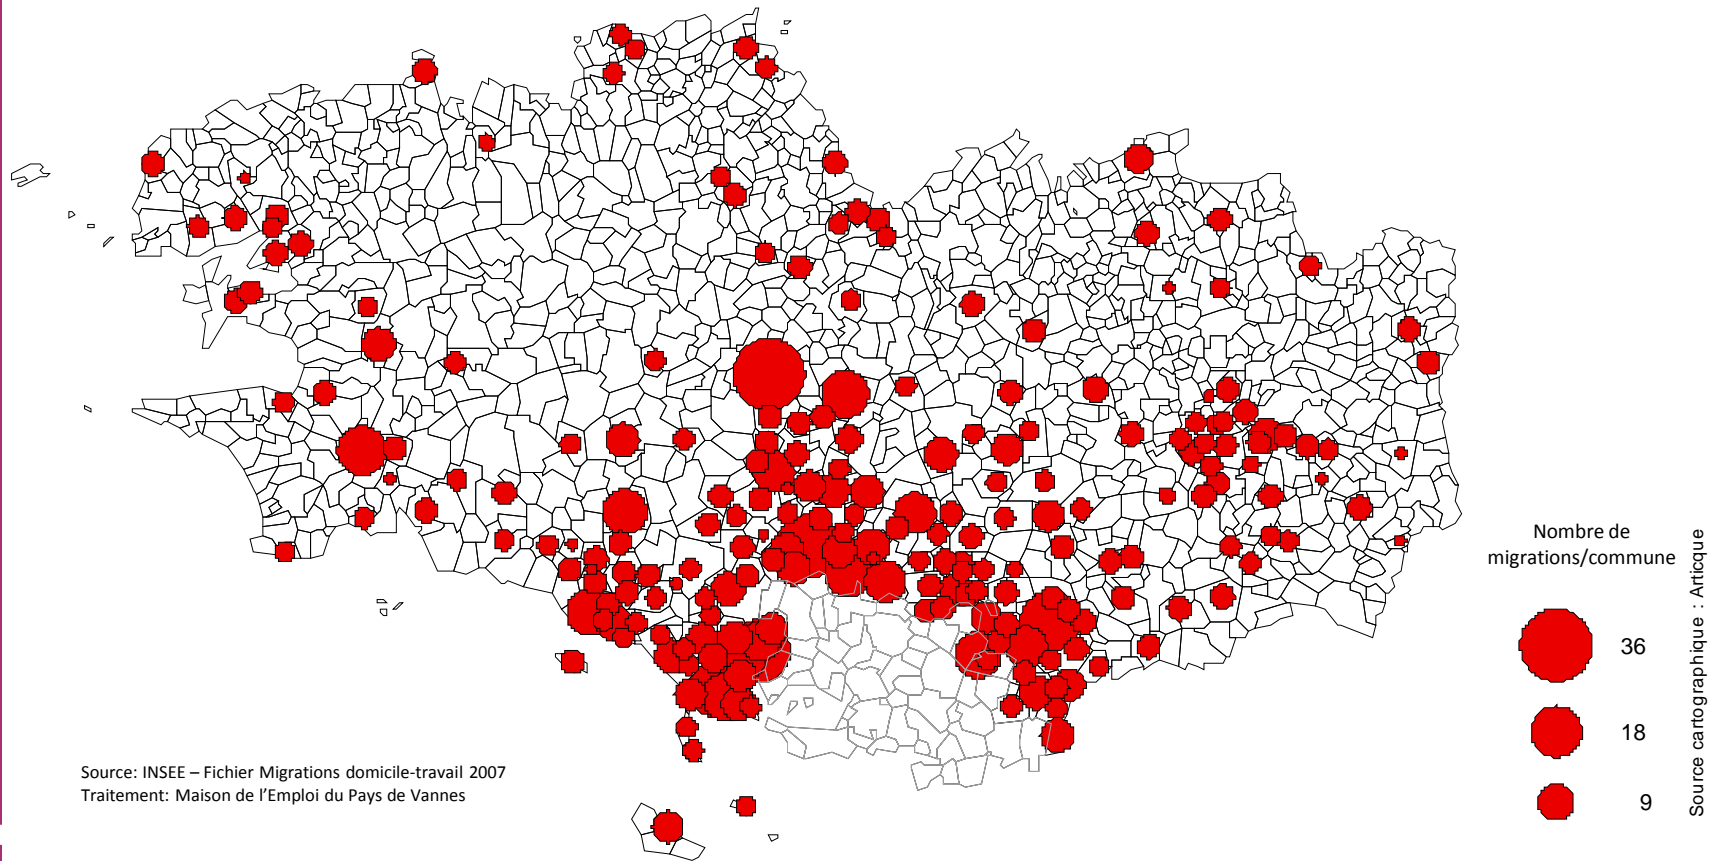 Nombre de
migrations/commune
36
18
9
Source cartographique : Articque
Source: INSEE – Fichier Migrations domicile-travail 2007
Traitement: Maison de l’Emploi du Pays de Vannes